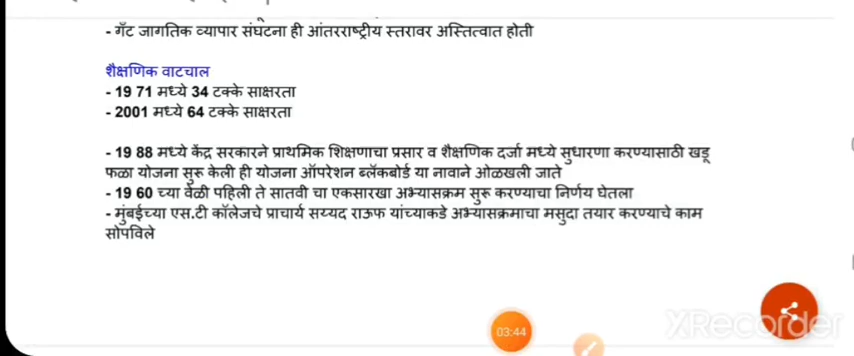 - गॅट जागतिक व्यापार संघटना ही आंतरराष्ट्रीय स्तरावर अस्तित्वात होती
शैक्षणिक वाटचाल
- 19 71 मध्ये 34 टक्के साक्षरता
- 2001 मध्ये 64 टक्के साक्षरता
- 19 88 मध्ये केंद्र सरकारने प्राथमिक शिक्षणाचा प्रसार व शैक्षणिक दर्जा मध्ये सुधारणा करण्यासाठी खडू
फळा योजना सुरू केली ही योजना ऑपरेशन ब्लॅकबोर्ड या नावाने ओळखली जाते
- 19 60 च्या वेळी पहिली ते सातवी चा एकसारखा अभ्यासक्रम सुरू करण्याचा निर्णय घेतला
- मुंबईच्या एस.टी कॉलेजचे प्राचार्य सय्यद राऊफ यांच्याकडे अभ्यासक्रमाचा मसुदा तयार करण्याचे काम
सोपविले
03:44
XRecorder